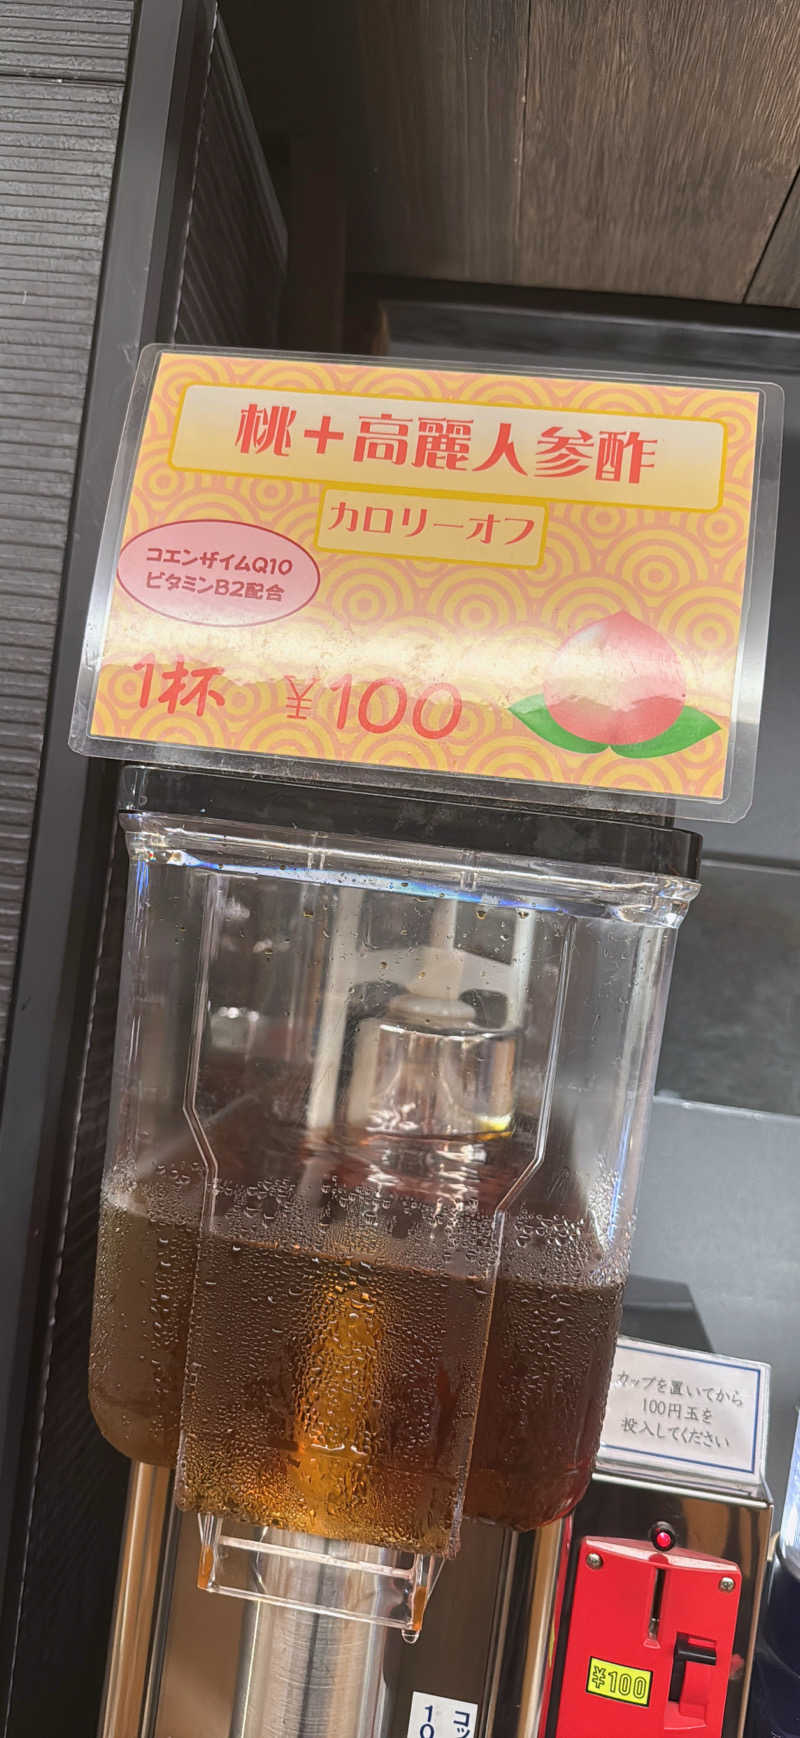 桃+高麗人参酢
カロリーオフ
コエンザイムQ10
ビタミンB2配合
1杯 ¥100
カップを置いてから
100円玉を
投入してください
¥100